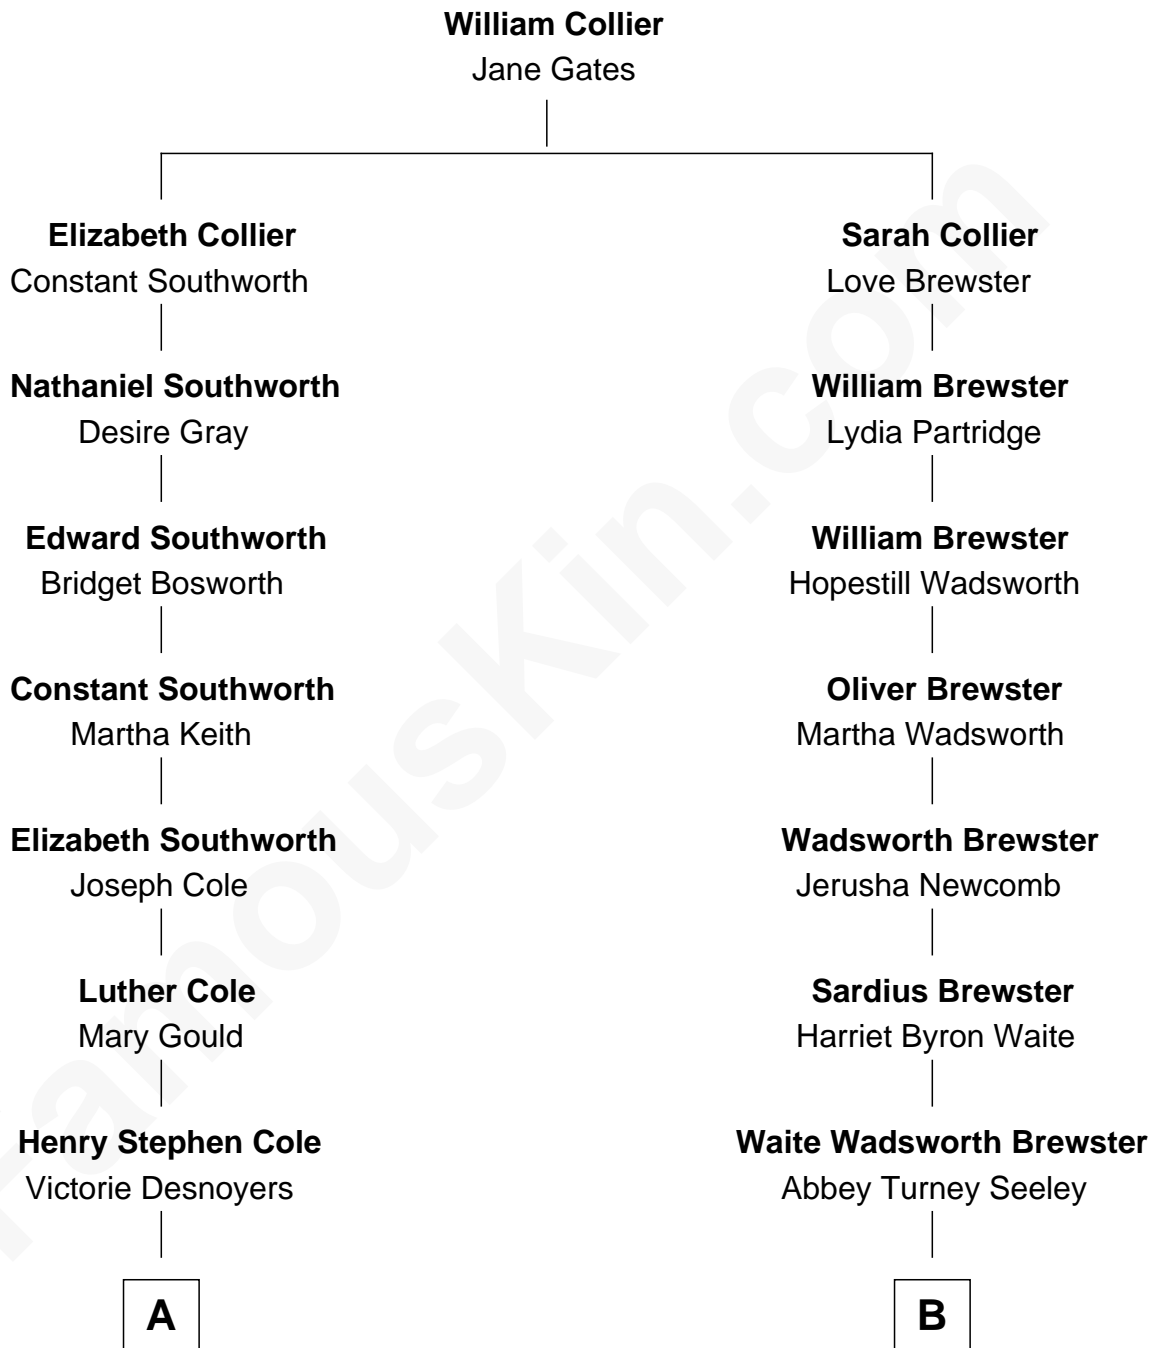 William Collier
Jane Gates
Elizabeth Collier
Constant Southworth
Sarah Collier
Love Brewster
Nathaniel Southworth
Desire Gray
William Brewster
Lydia Partridge
Edward Southworth
Bridget Bosworth
William Brewster
Hopestill Wadsworth
Constant Southworth
Martha Keith
Oliver Brewster
Martha Wadsworth
Elizabeth Southworth
Joseph Cole
Wadsworth Brewster
Jerusha Newcomb
Luther Cole
Mary Gould
Sardius Brewster
Harriet Byron Waite
Henry Stephen Cole
Victorie Desnoyers
Waite Wadsworth Brewster
Abbey Turney Seeley
A
B
FamousKin.com